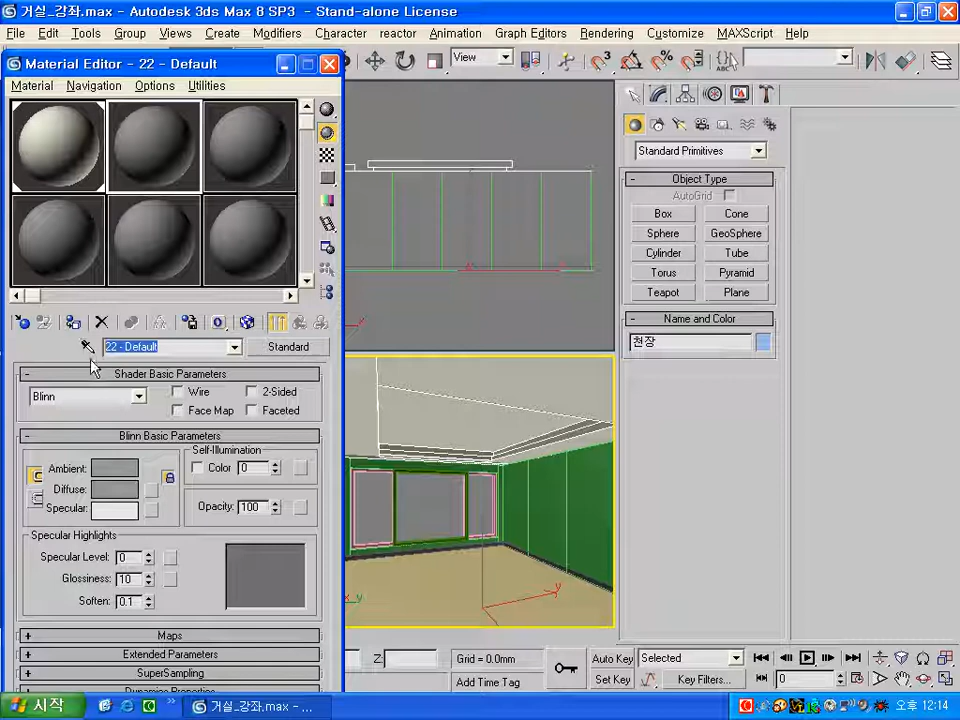 거실_강좌.max - Autodesk 3ds Max 8 SP3 - Stand-alone License
File Edit Tools Group Views Create Modifiers Character reactor Animation Graph Editors Rendering Customize MAXScript Help
Material Editor - 22 - Default
View
Material Navigation Options Utilities
Standard Primitives
Object Type
AutoGrid
Box Cone
Sphere GeoSphere
Cylinder Tube
Torus Pyramid
Teapot Plane
Name and Color
천장
22 - Default
Standard
Shader Basic Parameters
Blinn
Wire 2-Sided
Face Map Faceted
Blinn Basic Parameters
Self-Illumination
Ambient:
Color 0
Diffuse:
Specular:
Opacity: 100
Specular Highlights
Specular Level: 0
Glossiness: 10
Soften: 0.1
Maps
Extended Parameters
SuperSampling
x
y
y
Z:
Grid = 0.0mm
Add Time Tag
Auto Key
Selected
Set Key
Key Filters...
0
시작
거실_강좌.max - ...
오후 12:14